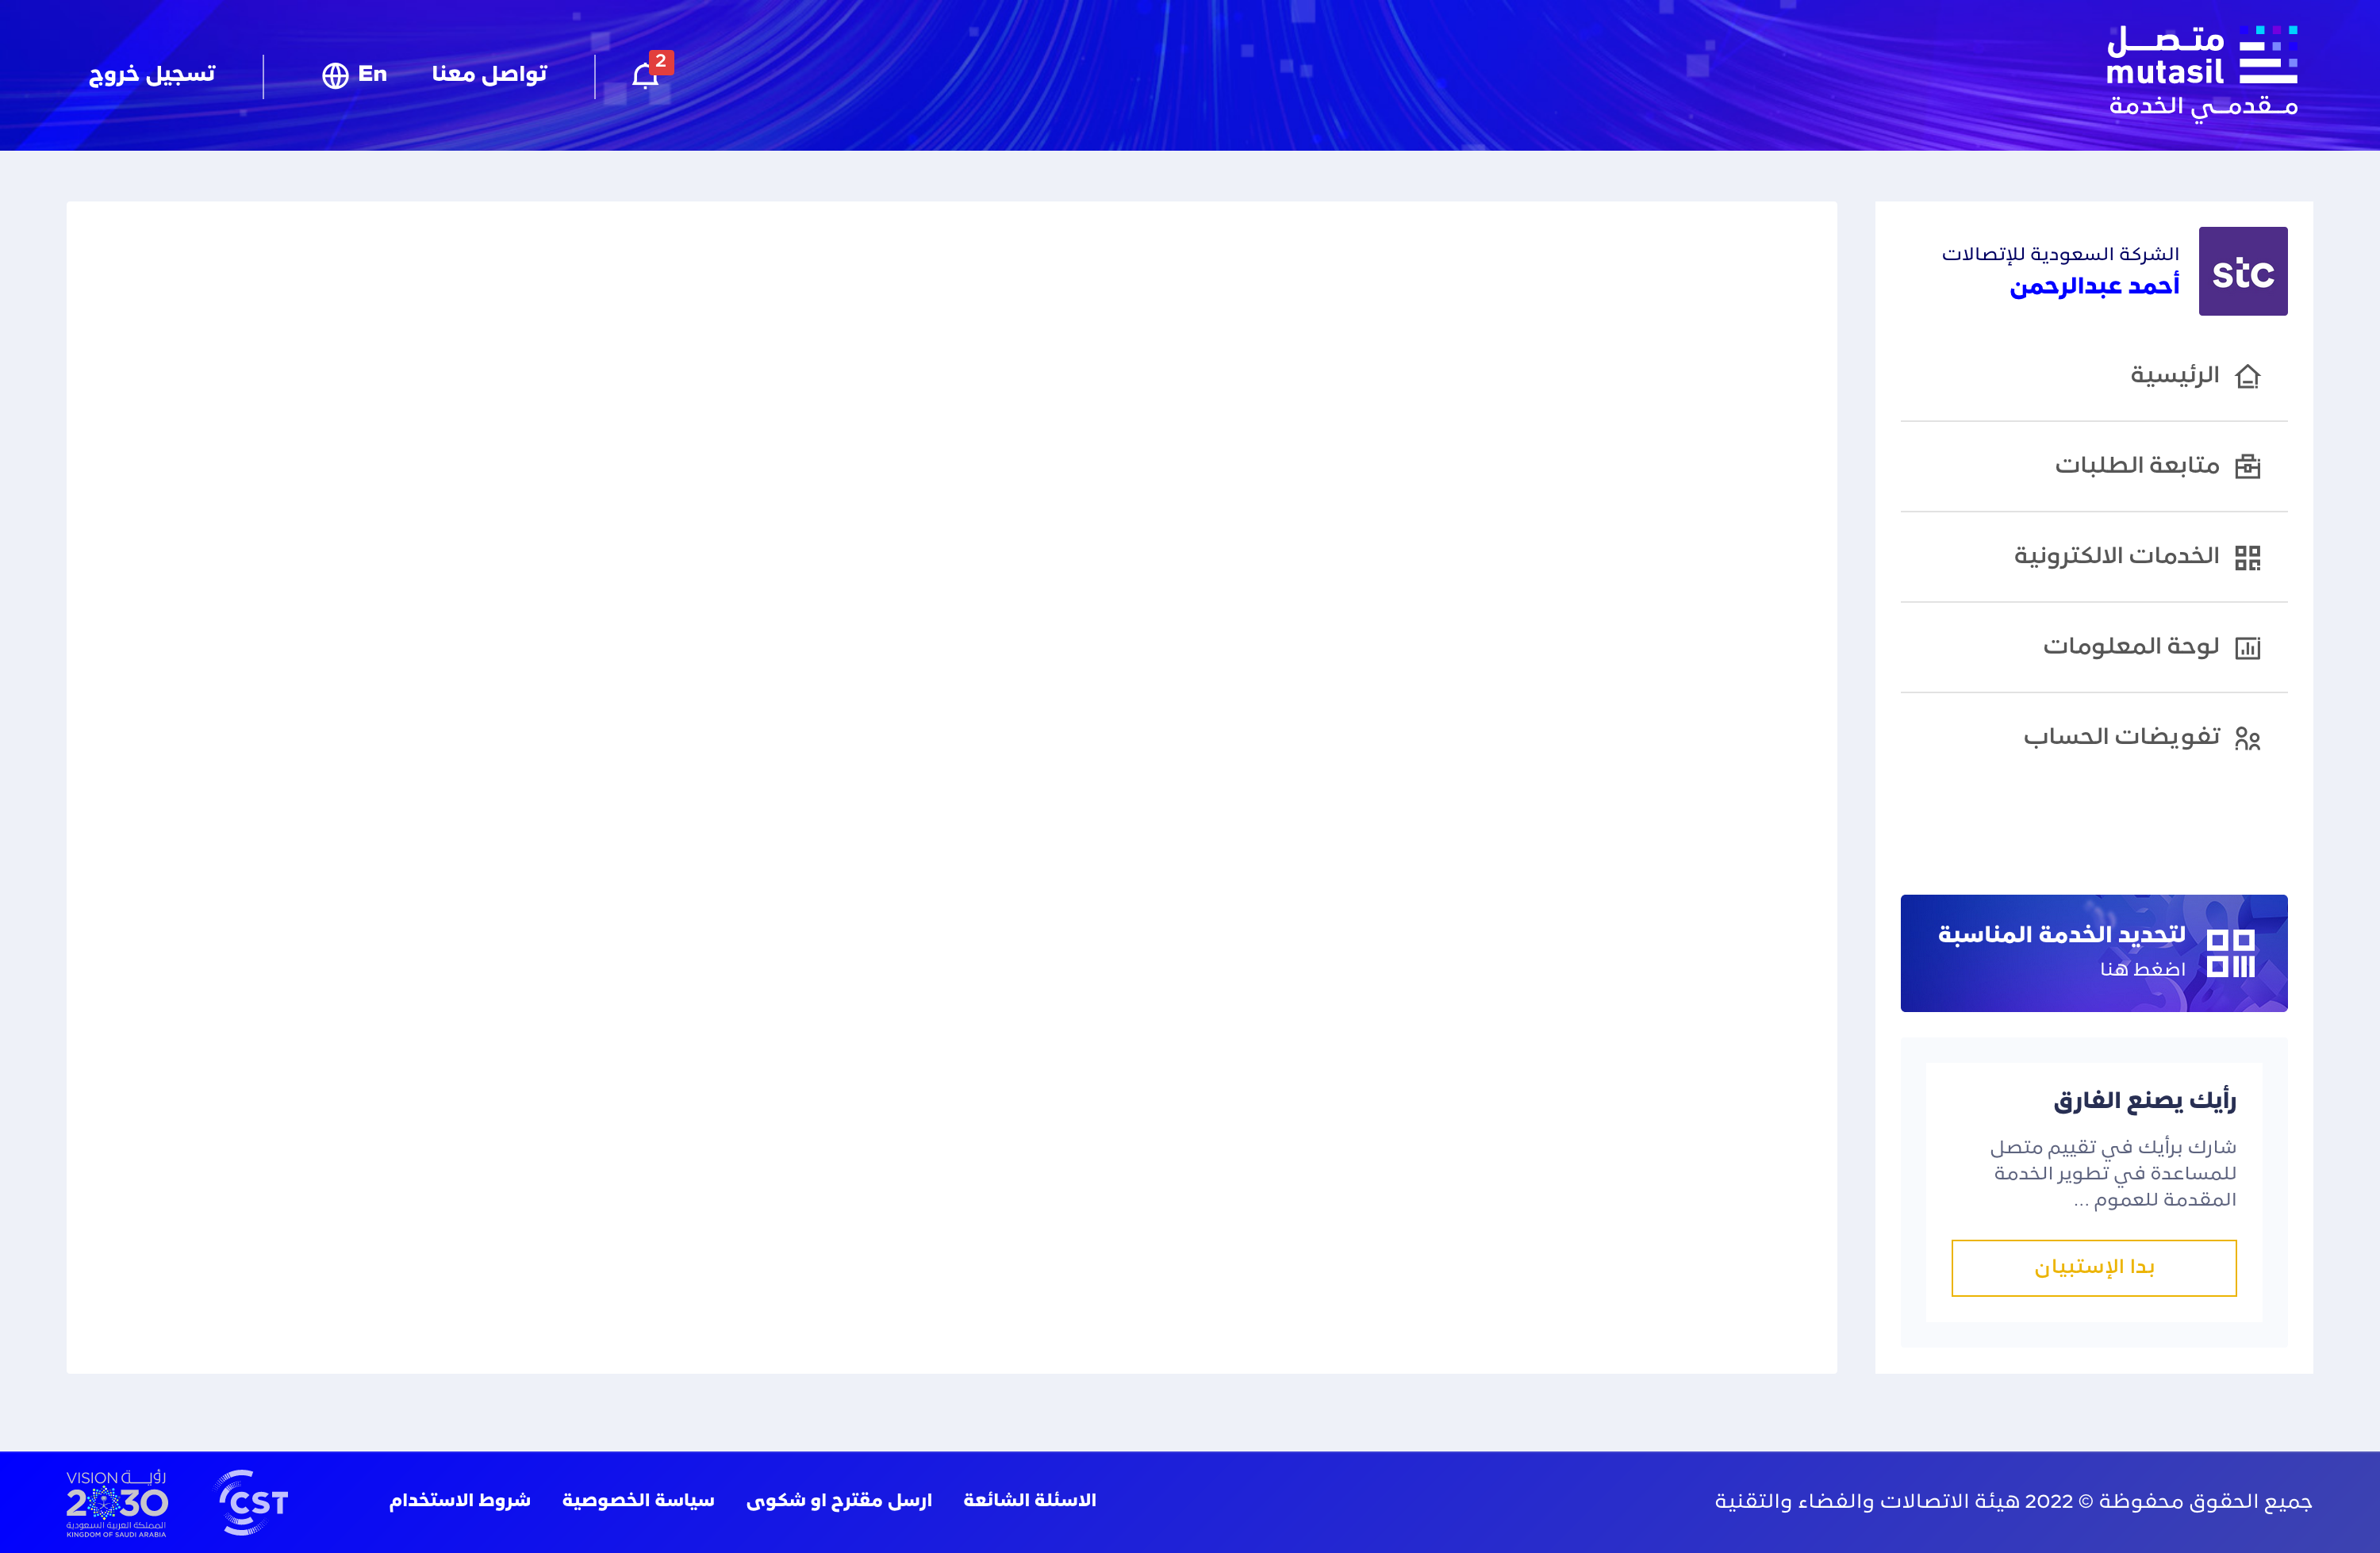 متصل
mutasil
مقدمي الخدمة
2
تواصل معنا
En
تسجيل خروج
stc
الشركة السعودية للإتصالات
أحمد عبدالرحمن
الرئيسية
متابعة الطلبات
الخدمات الالكترونية
لوحة المعلومات
تفويضات الحساب
لتحديد الخدمة المناسبة
اضغط هنا
رأيك يصنع الفارق
شارك برأيك في تقييم متصل
للمساعدة في تطوير الخدمة
المقدمة للعموم ...
بدا الإستبيان
جميع الحقوق محفوظة © 2022 هيئة الاتصالات والفضاء والتقنية
الاسئلة الشائعة
ارسل مقترح او شكوى
سياسة الخصوصية
شروط الاستخدام
CST
VISION رؤيــــة
2030
المملكة العربية السعودية
KINGDOM OF SAUDI ARABIA